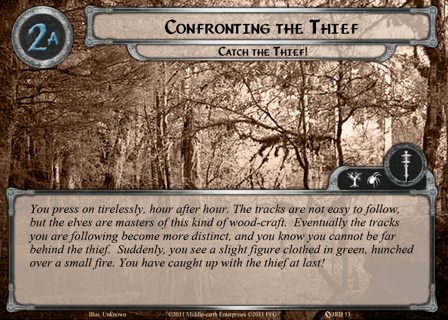 2A
CONFRONTING THE THIEF
CATCH THE THIEF!
You press on tirelessly, hour after hour. The tracks are not easy to follow,
but the elves are masters of this kind of wood-craft. Eventually the tracks
you are following become more distinct, and you know you cannot be far
behind the thief. Suddenly, you see a slight figure clothed in green, hunched
over a small fire. You have caught up with the thief at last!
Illus. Unknown
©2011 Middle-earth Enterprises ©2011 FFG
JRD 53